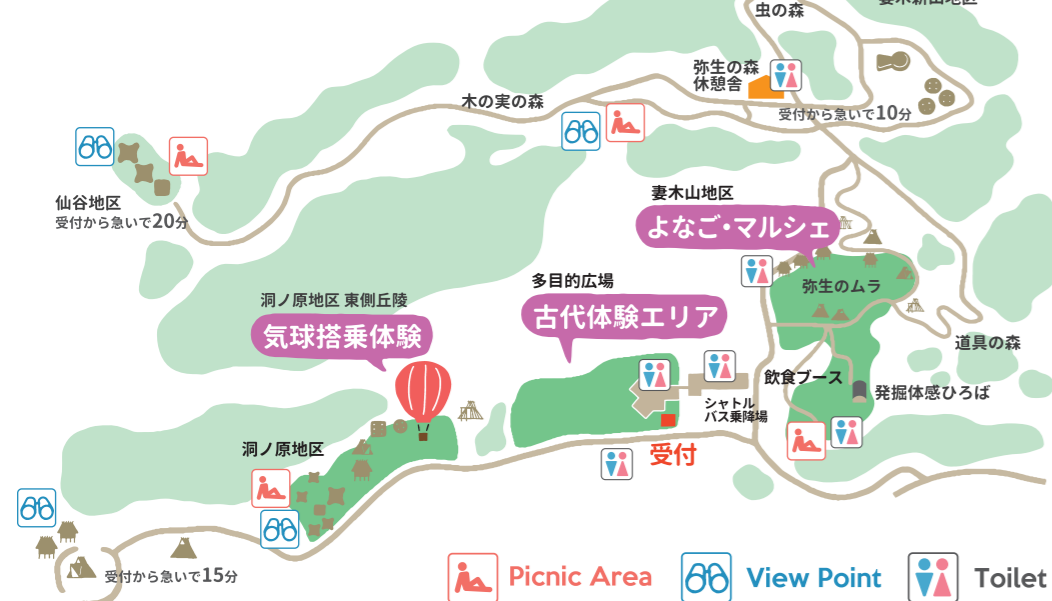 虫の森
妻木新山地区
弥生の森
休憩舎
木の実の森
受付から急いで10分
仙谷地区
受付から急いで20分
妻木山地区
よなご・マルシェ
多目的広場
弥生のムラ
洞ノ原地区 東側丘陵
古代体験エリア
気球搭乗体験
道具の森
飲食ブース
発掘体感ひろば
シャトル
バス乗降場
洞ノ原地区
受付
受付から急いで15分
Picnic Area
View Point
Toilet